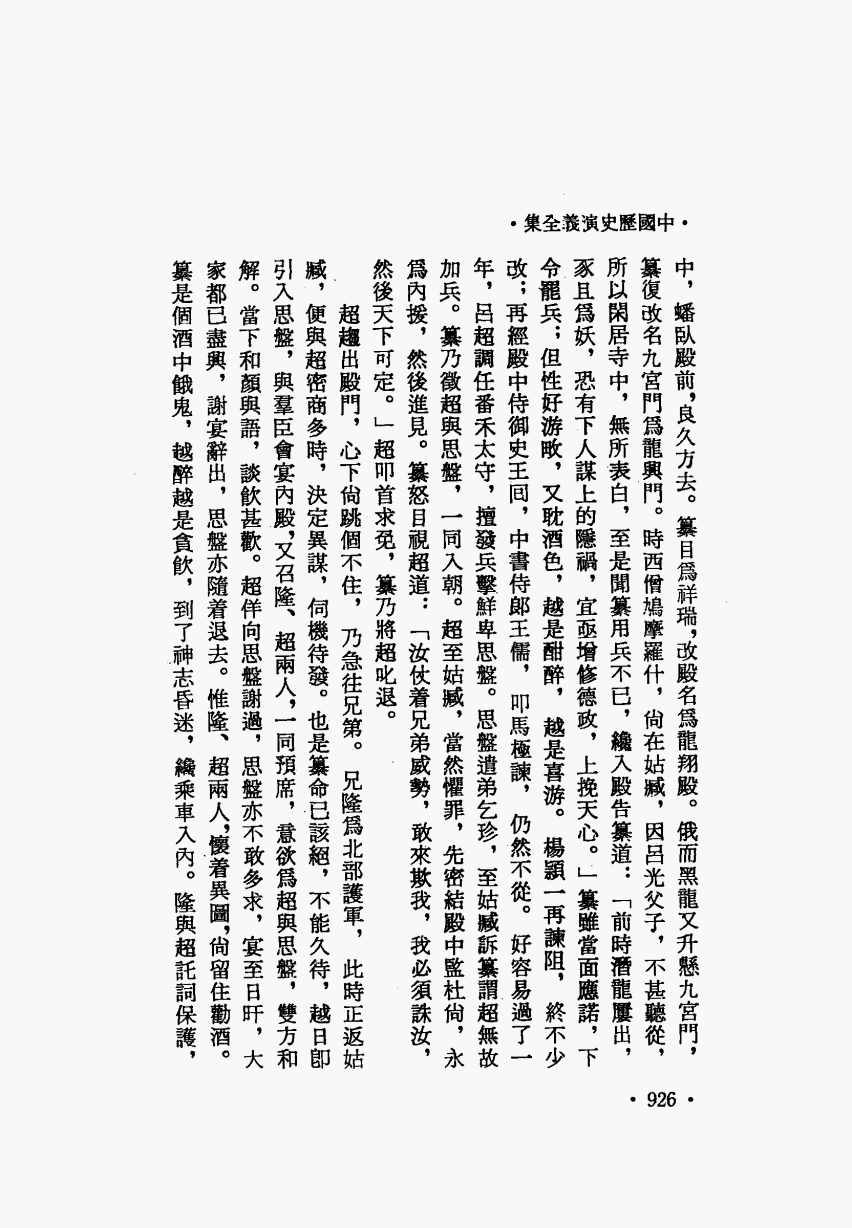 ·中國歷史演義全集·
中，蟠臥殿前，良久方去。纂目爲祥瑞，改殿名爲龍翔殿。俄而黑龍又升懸九宮門，
纂復改名九宮門爲龍興門。時西僧鳩摩羅什，尙在姑臧，因呂光父子，不甚聽從，
所以閑居寺中，無所表白，至是聞纂用兵不已，纔入殿告纂道：「前時潛龍屢出，
豕且爲妖，恐有下人謀上的隱禍，宜亟增修德政，上挽天心。」纂雖當面應諾，下
令罷兵；但性好游畋，又耽酒色，越是酣醉，越是喜游。楊頴一再諫阻，終不少
改；再經殿中侍御史王回，中書侍郎王儒，叩馬極諫，仍然不從。好容易過了一
年，呂超調任番禾太守，擅發兵擊鮮卑思盤。思盤遣弟乞珍，至姑臧訴纂謂超無故
加兵。纂乃徵超與思盤，一同入朝。超至姑臧，當然懼罪，先密結殿中監杜尙，永
爲內援，然後進見。纂怒目視超道：「汝仗着兄弟威勢，敢來欺我，我必須誅汝，
然後天下可定。」超叩首求免，纂乃將超叱退。
超趨出殿門，心下尙跳個不住，乃急往兄第。兄隆爲北部護軍，此時正返姑
臧，便與超密商多時，決定異謀，伺機待發。也是纂命已該絕，不能久待，越日卽
引入思盤，與羣臣會宴內殿，又召隆、超兩人，一同預席，意欲爲超與思盤，雙方和
解。當下和顏與語，談飮甚歡。超佯向思盤謝過，思盤亦不敢多求，宴至日旰，大
家都已盡興，謝宴辭出，思盤亦隨着退去。惟隆、超兩人，懷着異圖，尙留住勸酒。
纂是個酒中餓鬼，越醉越是貪飮，到了神志昏迷，纔乘車入內。隆與超託詞保護，
·926·